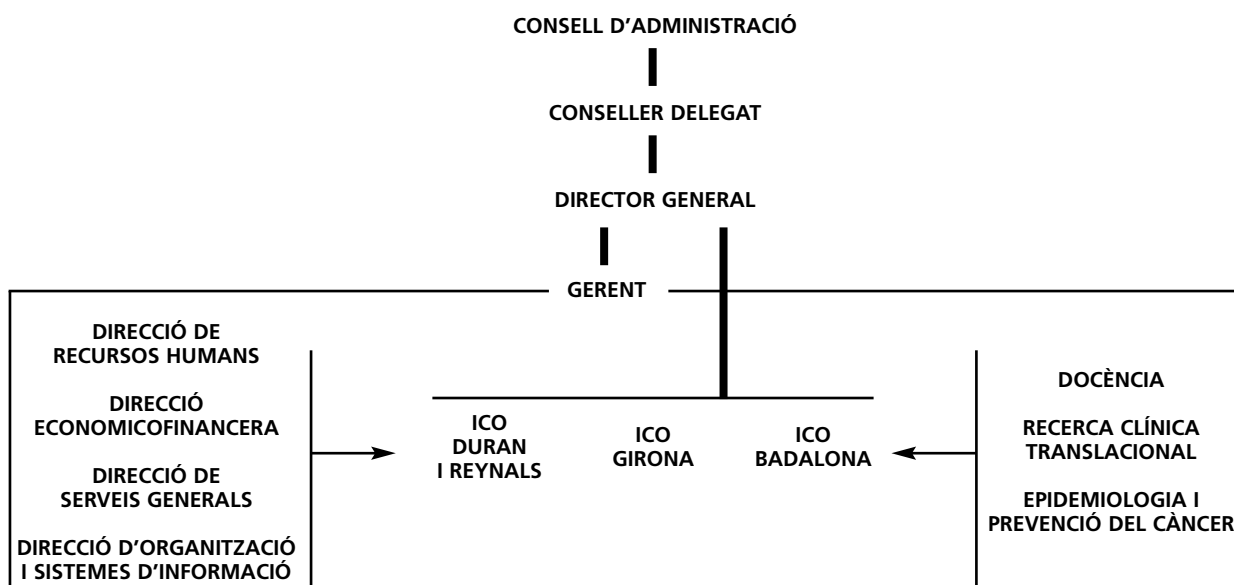 CONSELL D'ADMINISTRACIÓ
CONSELLER DELEGAT
DIRECTOR GENERAL
GERENT
DIRECCIÓ DE
RECURSOS HUMANS
DIRECCIÓ
ECONOMICOFINANCERA
DIRECCIÓ DE
SERVEIS GENERALS
DIRECCIÓ D'ORGANITZACIÓ
I SISTEMES D'INFORMACIÓ
ICO
DURAN
I REYNALS
ICO
GIRONA
ICO
BADALONA
DOCÈNCIA
RECERCA CLÍNICA
TRANSLACIONAL
EPIDEMIOLOGIA I
PREVENCIÓ DEL CÀNCER